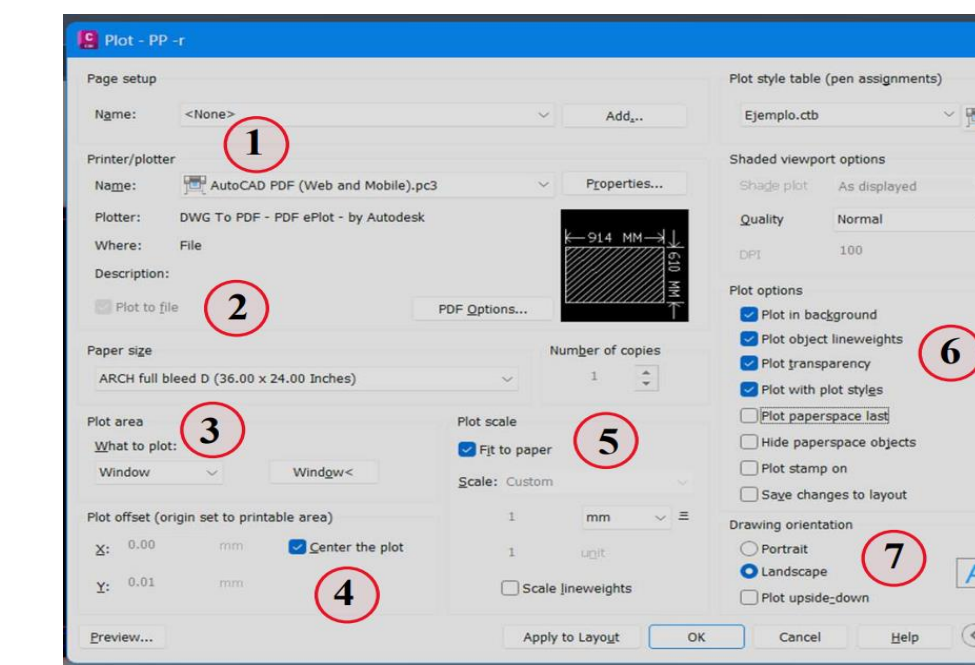 Plot - PP -r
Page setup
Name: <None> Add...
1
Printer/plotter
Name: AutoCAD PDF (Web and Mobile).pc3 Properties...
Plotter: DWG To PDF - PDF ePlot - by Autodesk
Where: File
Description:
Plot to file
2
PDF Options...
914 MM
610 MM
Paper size
ARCH full bleed D (36.00 x 24.00 Inches)
Number of copies
1
Plot area
What to plot:
Window Window<
3
Plot offset (origin set to printable area)
X: 0.00 mm Center the plot
Y: 0.01 mm
4
Plot scale
Fit to paper
5
Scale: Custom
1 mm =
1 unit
Scale lineweights
Plot style table (pen assignments)
Ejemplo.ctb
Shaded viewport options
Shade plot As displayed
Quality Normal
DPI 100
Plot options
Plot in background
Plot object lineweights
Plot transparency
Plot with plot styles
6
Plot paperspace last
Hide paperspace objects
Plot stamp on
Save changes to layout
Drawing orientation
Portrait
Landscape
7
A
Plot upside-down
Preview... Apply to Layout OK Cancel Help